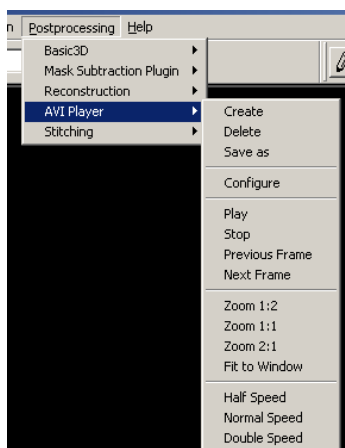 n Postprocessing Help
Basic3D
Mask Subtraction Plugin
Reconstruction
AVI Player
Stitching
Create
Delete
Save as
Configure
Play
Stop
Previous Frame
Next Frame
Zoom 1:2
Zoom 1:1
Zoom 2:1
Fit to Window
Half Speed
Normal Speed
Double Speed